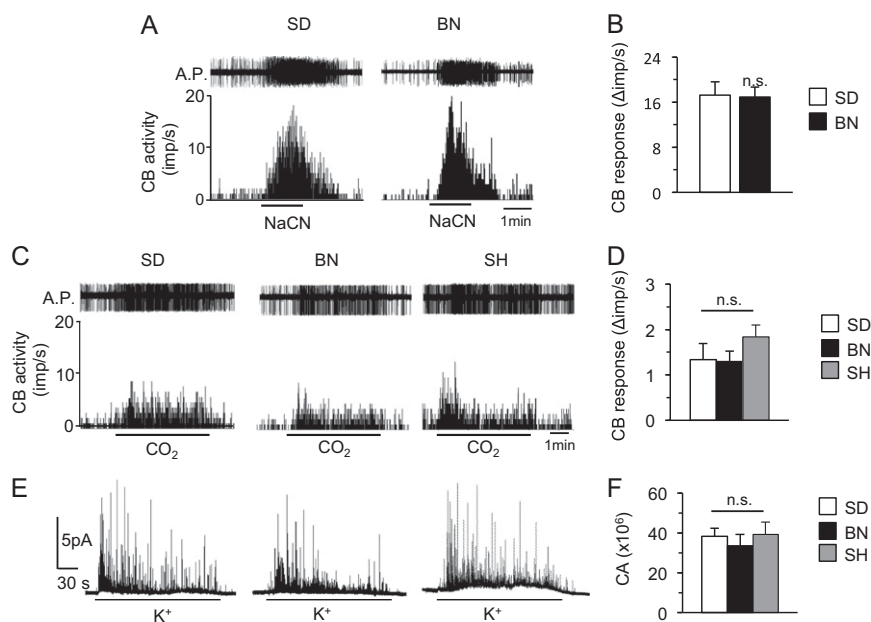 A
SD
BN
A.P.
CB activity
(imp/s)
20
10
0
NaCN
NaCN
1min
B
CB response (Δimp/s)
24
16
8
0
n.s.
SD
BN
C
SD
BN
SH
A.P.
CB activity
(imp/s)
20
10
0
CO₂
CO₂
CO₂
1min
D
CB response (Δimp/s)
3
2
1
0
n.s.
SD
BN
SH
E
5pA
30 s
K⁺
K⁺
K⁺
F
CA (x10⁶)
60
40
20
0
n.s.
SD
BN
SH